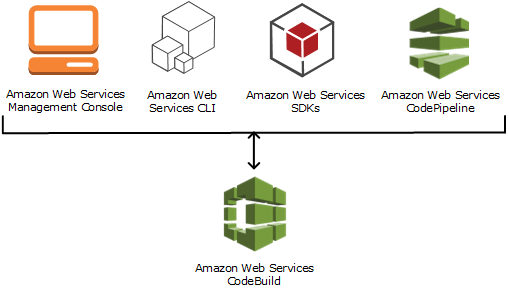 Amazon Web Services
Management Console
Amazon Web
Services CLI
Amazon Web Services
SDKs
Amazon Web Services
CodePipeline
Amazon Web Services
CodeBuild